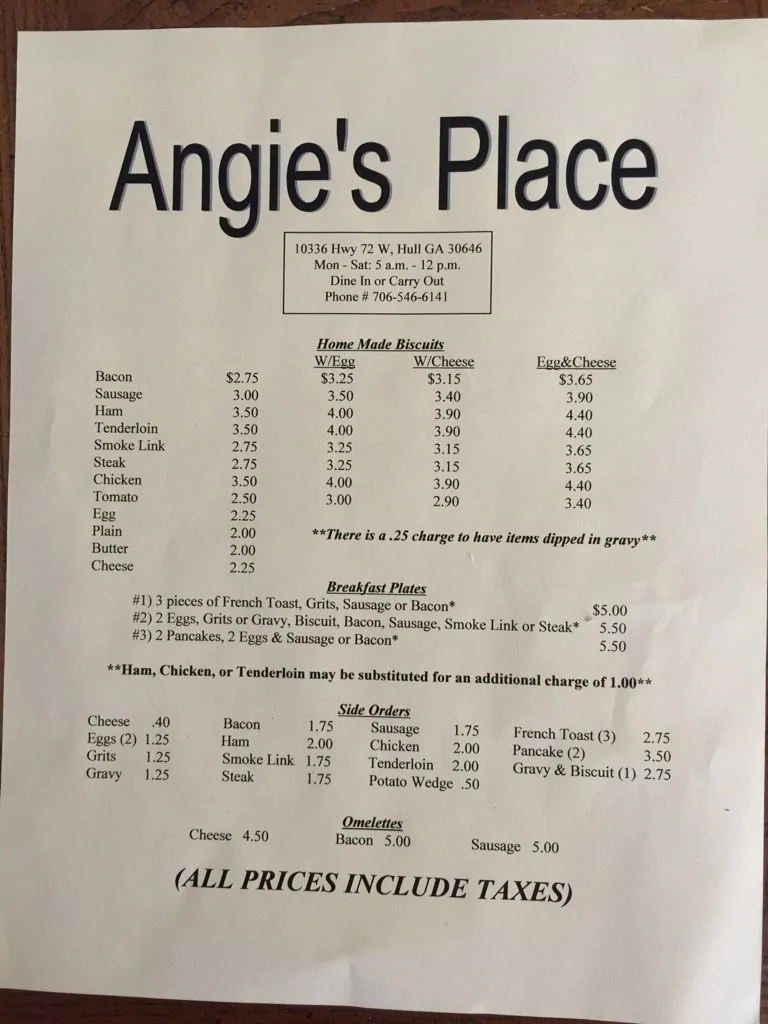 Angie's Place
10336 Hwy 72 W, Hull GA 30646
Mon - Sat: 5 a.m. - 12 p.m.
Dine In or Carry Out
Phone # 706-546-6141
Home Made Biscuits
W/Egg W/Cheese Egg&Cheese
Bacon $2.75 $3.25 $3.15 $3.65
Sausage 3.00 3.50 3.40 3.90
Ham 3.50 4.00 3.90 4.40
Tenderloin 3.50 4.00 3.90 4.40
Smoke Link 2.75 3.25 3.15 3.65
Steak 2.75 3.25 3.15 3.65
Chicken 3.50 4.00 3.90 4.40
Tomato 2.50 3.00 2.90 3.40
Egg 2.25
Plain 2.00 **There is a .25 charge to have items dipped in gravy**
Butter 2.00
Cheese 2.25
Breakfast Plates
#1) 3 pieces of French Toast, Grits, Sausage or Bacon* $5.00
#2) 2 Eggs, Grits or Gravy, Biscuit, Bacon, Sausage, Smoke Link or Steak* 5.50
#3) 2 Pancakes, 2 Eggs & Sausage or Bacon* 5.50
**Ham, Chicken, or Tenderloin may be substituted for an additional charge of 1.00**
Side Orders
Cheese .40 Bacon 1.75 Sausage 1.75 French Toast (3) 2.75
Eggs (2) 1.25 Ham 2.00 Chicken 2.00 Pancake (2) 3.50
Grits 1.25 Smoke Link 1.75 Tenderloin 2.00 Gravy & Biscuit (1) 2.75
Gravy 1.25 Steak 1.75 Potato Wedge .50
Omelettes
Cheese 4.50 Bacon 5.00 Sausage 5.00
(ALL PRICES INCLUDE TAXES)